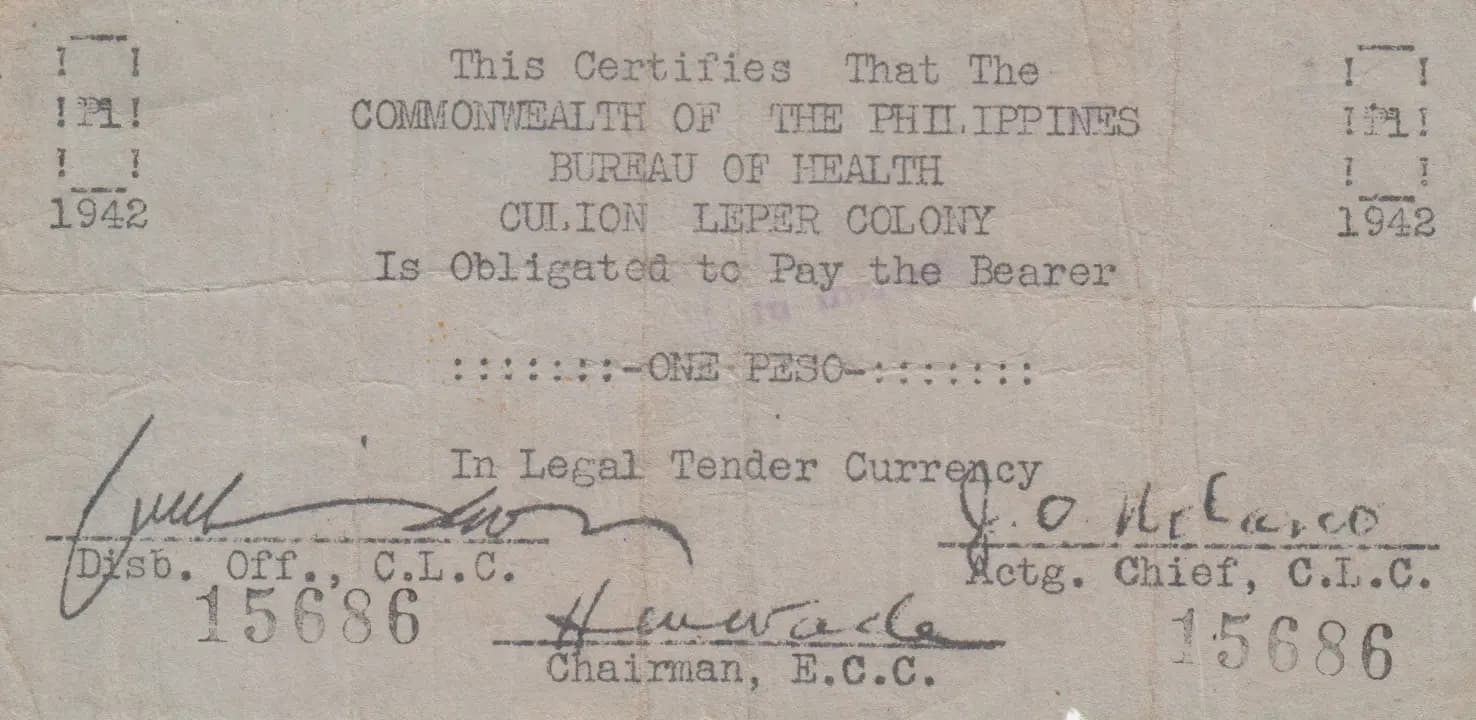 This Certifies That The
!P1! COMMONWEALTH OF THE PHILIPPINES !P1!
BUREAU OF HEALTH
1942 CULION LEPER COLONY 1942
Is Obligated to Pay the Bearer
:::::::-ONE PESO-:::::::
In Legal Tender Currency
Disb. Off., C.L.C. Actg. Chief, C.L.C.
15686 15686
Chairman, E.C.C.